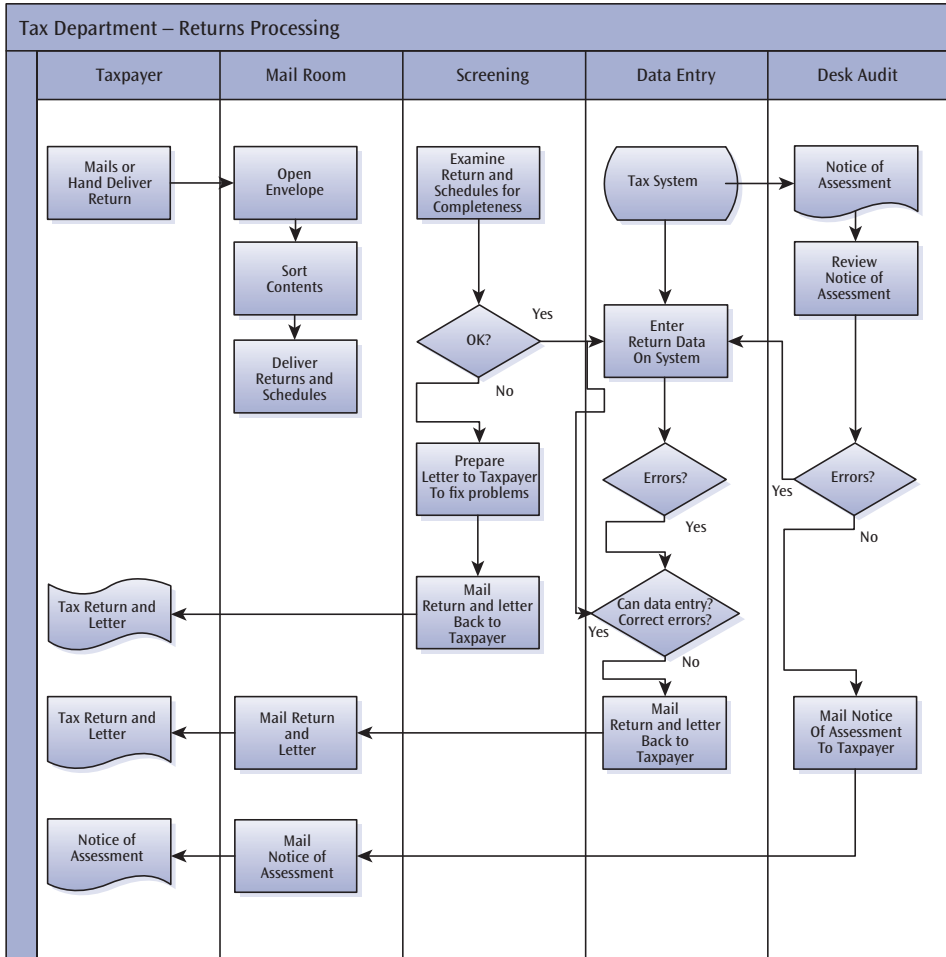 Tax Department – Returns Processing
Taxpayer
Mail Room
Screening
Data Entry
Desk Audit
Mails or
Hand Deliver
Return
Open
Envelope
Sort
Contents
Deliver
Returns and
Schedules
Examine
Return and
Schedules for
Completeness
OK?
Yes
No
Prepare
Letter to Taxpayer
To fix problems
Mail
Return and letter
Back to
Taxpayer
Tax Return and
Letter
Tax System
Enter
Return Data
On System
Errors?
Yes
Can data entry?
Correct errors?
Yes
No
Mail
Return and letter
Back to
Taxpayer
Mail Return
and
Letter
Tax Return and
Letter
Notice of
Assessment
Review
Notice of
Assessment
Errors?
Yes
No
Mail Notice
Of Assessment
To Taxpayer
Mail
Notice of
Assessment
Notice of
Assessment